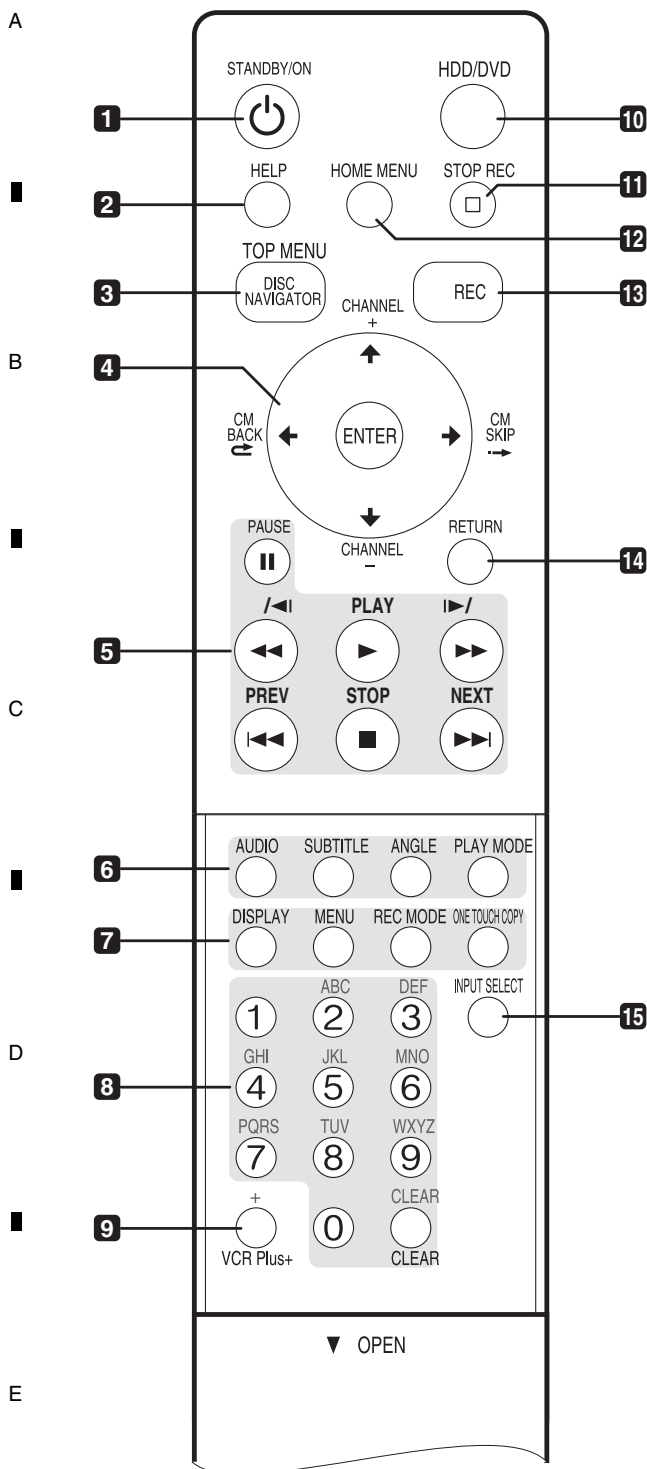 A
STANDBY/ON HDD/DVD
1 10
HELP HOME MENU STOP REC
2 11
12
TOP MENU
DISC
NAVIGATOR
3 REC 13
CHANNEL
+
B
4
CM
BACK
ENTER
CM
SKIP
PAUSE
CHANNEL
–
RETURN
14
PLAY
5
C
PREV STOP NEXT
AUDIO SUBTITLE ANGLE PLAY MODE
6
DISPLAY MENU REC MODE ONE TOUCH COPY
7
ABC DEF INPUT SELECT
1 2 3 15
D
GHI JKL MNO
8 4 5 6
PQRS TUV WXYZ
7 8 9
+ CLEAR
9 0
VCR Plus+ CLEAR
OPEN
E